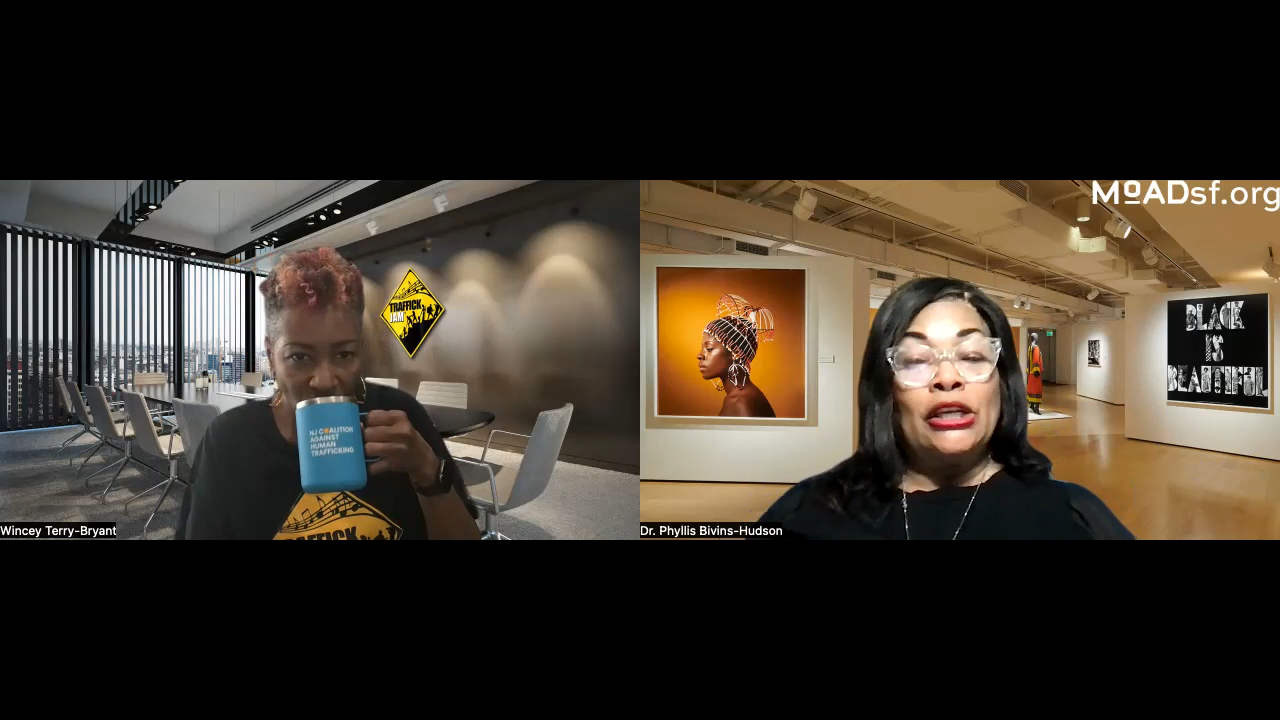 MoADsf.org
TRAFFICK
JAM
BLACK
IS
BEAUTIFUL
NJ COALITION
AGAINST
HUMAN
TRAFFICKING
TRAFFICK
Wincey Terry-Bryant
Dr. Phyllis Bivins-Hudson